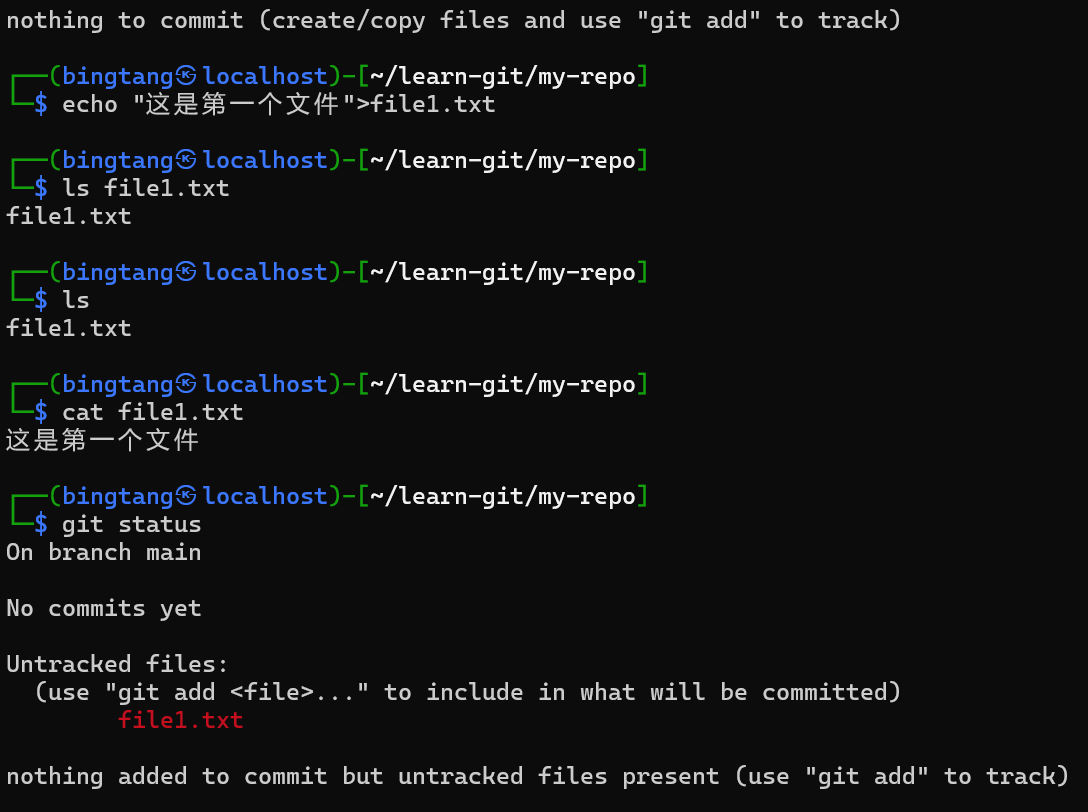 nothing to commit (create/copy files and use "git add" to track)
┌──(bingtang㉿localhost)-[~/learn-git/my-repo]
└─$ echo "这是第一个文件">file1.txt
┌──(bingtang㉿localhost)-[~/learn-git/my-repo]
└─$ ls file1.txt
file1.txt
┌──(bingtang㉿localhost)-[~/learn-git/my-repo]
└─$ ls
file1.txt
┌──(bingtang㉿localhost)-[~/learn-git/my-repo]
└─$ cat file1.txt
这是第一个文件
┌──(bingtang㉿localhost)-[~/learn-git/my-repo]
└─$ git status
On branch main
No commits yet
Untracked files:
  (use "git add <file>..." to include in what will be committed)
        file1.txt
nothing added to commit but untracked files present (use "git add" to track)